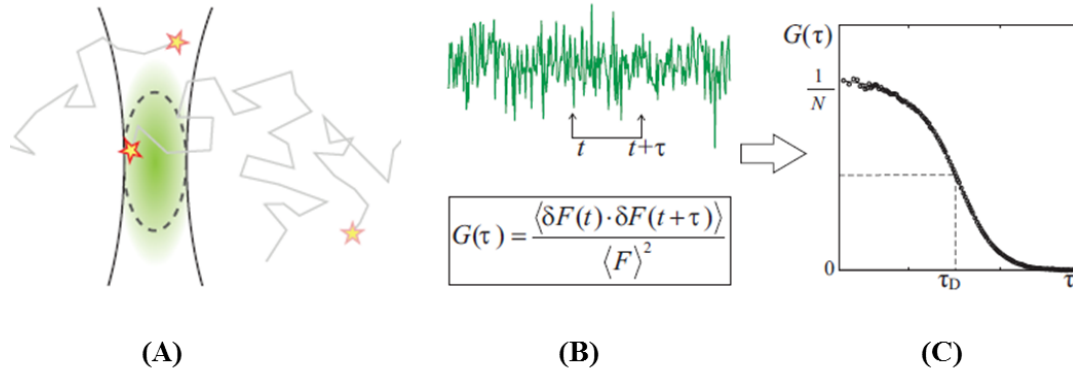 t t+τ
G(τ) = ⟨δF(t)·δF(t+τ)⟩ / ⟨F⟩²
G(τ)
1/N
0
τD τ
(A) (B) (C)